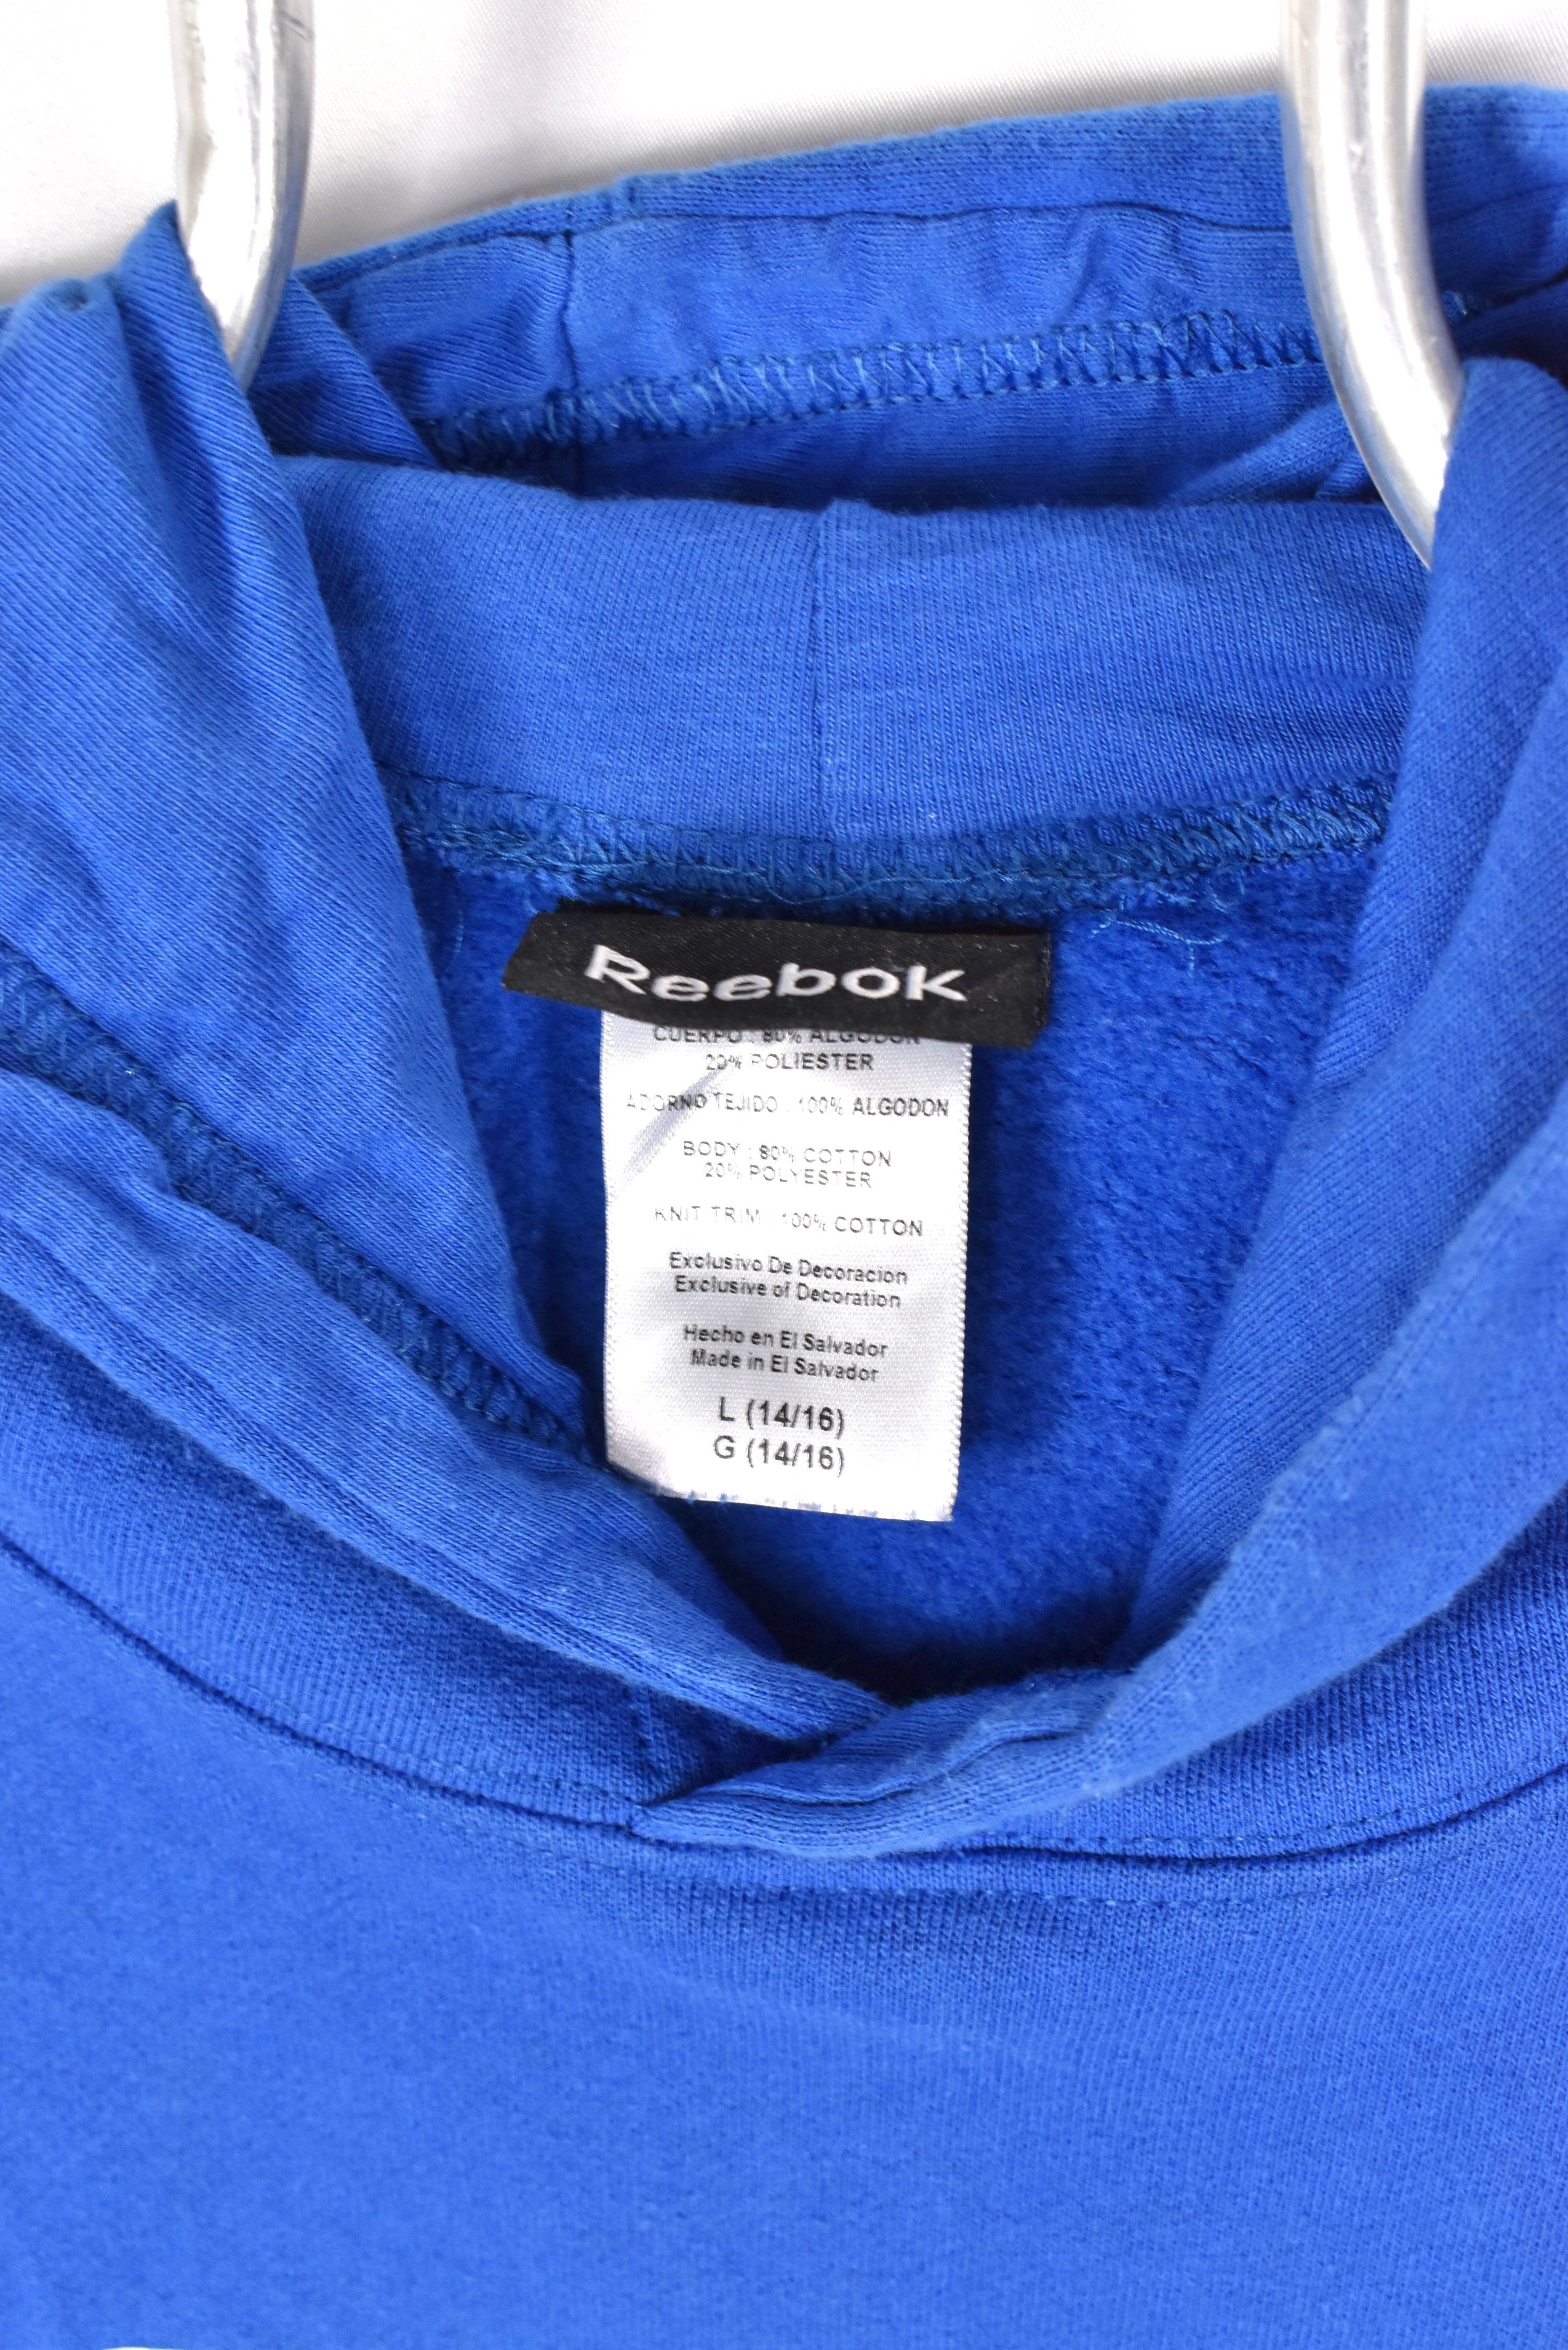 Reebok
CUERPO : 80% ALGODON
20% POLIESTER
ADORNO TEJIDO : 100% ALGODON
BODY : 80% COTTON
20% POLYESTER
KNIT TRIM : 100% COTTON
Exclusivo De Decoracion
Exclusive of Decoration
Hecho en El Salvador
Made in El Salvador
L (14/16)
G (14/16)